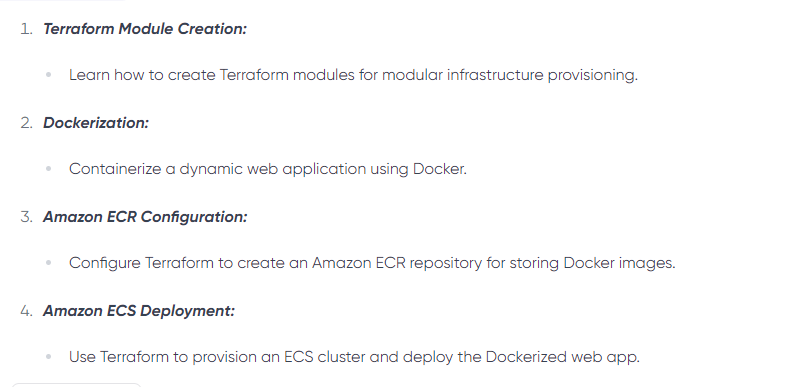 1. Terraform Module Creation:
• Learn how to create Terraform modules for modular infrastructure provisioning.
2. Dockerization:
• Containerize a dynamic web application using Docker.
3. Amazon ECR Configuration:
• Configure Terraform to create an Amazon ECR repository for storing Docker images.
4. Amazon ECS Deployment:
• Use Terraform to provision an ECS cluster and deploy the Dockerized web app.